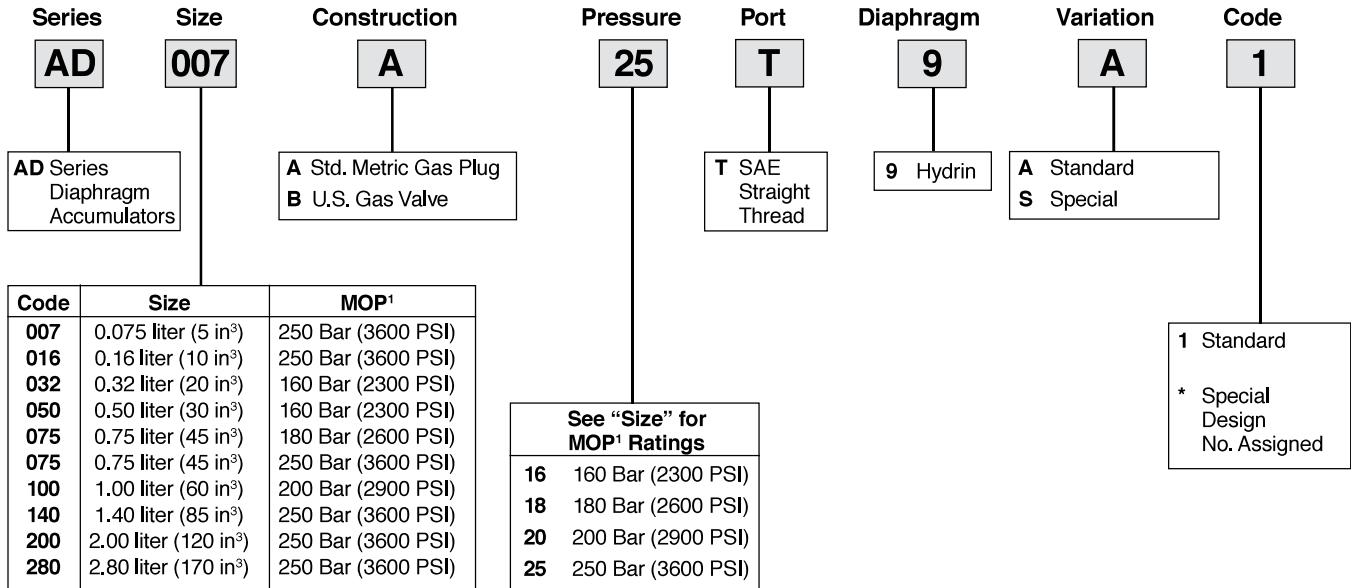 Series Size Construction Pressure Port Diaphragm Variation Code
AD 007 A 25 T 9 A 1
AD Series
Diaphragm
Accumulators
A Std. Metric Gas Plug
B U.S. Gas Valve
T SAE
Straight
Thread
9 Hydrin
A Standard
S Special
Code Size MOP¹
007 0.075 liter (5 in³) 250 Bar (3600 PSI)
016 0.16 liter (10 in³) 250 Bar (3600 PSI)
032 0.32 liter (20 in³) 160 Bar (2300 PSI)
050 0.50 liter (30 in³) 160 Bar (2300 PSI)
075 0.75 liter (45 in³) 180 Bar (2600 PSI)
075 0.75 liter (45 in³) 250 Bar (3600 PSI)
100 1.00 liter (60 in³) 200 Bar (2900 PSI)
140 1.40 liter (85 in³) 250 Bar (3600 PSI)
200 2.00 liter (120 in³) 250 Bar (3600 PSI)
280 2.80 liter (170 in³) 250 Bar (3600 PSI)
See “Size” for
MOP¹ Ratings
16 160 Bar (2300 PSI)
18 180 Bar (2600 PSI)
20 200 Bar (2900 PSI)
25 250 Bar (3600 PSI)
1 Standard
* Special
Design
No. Assigned